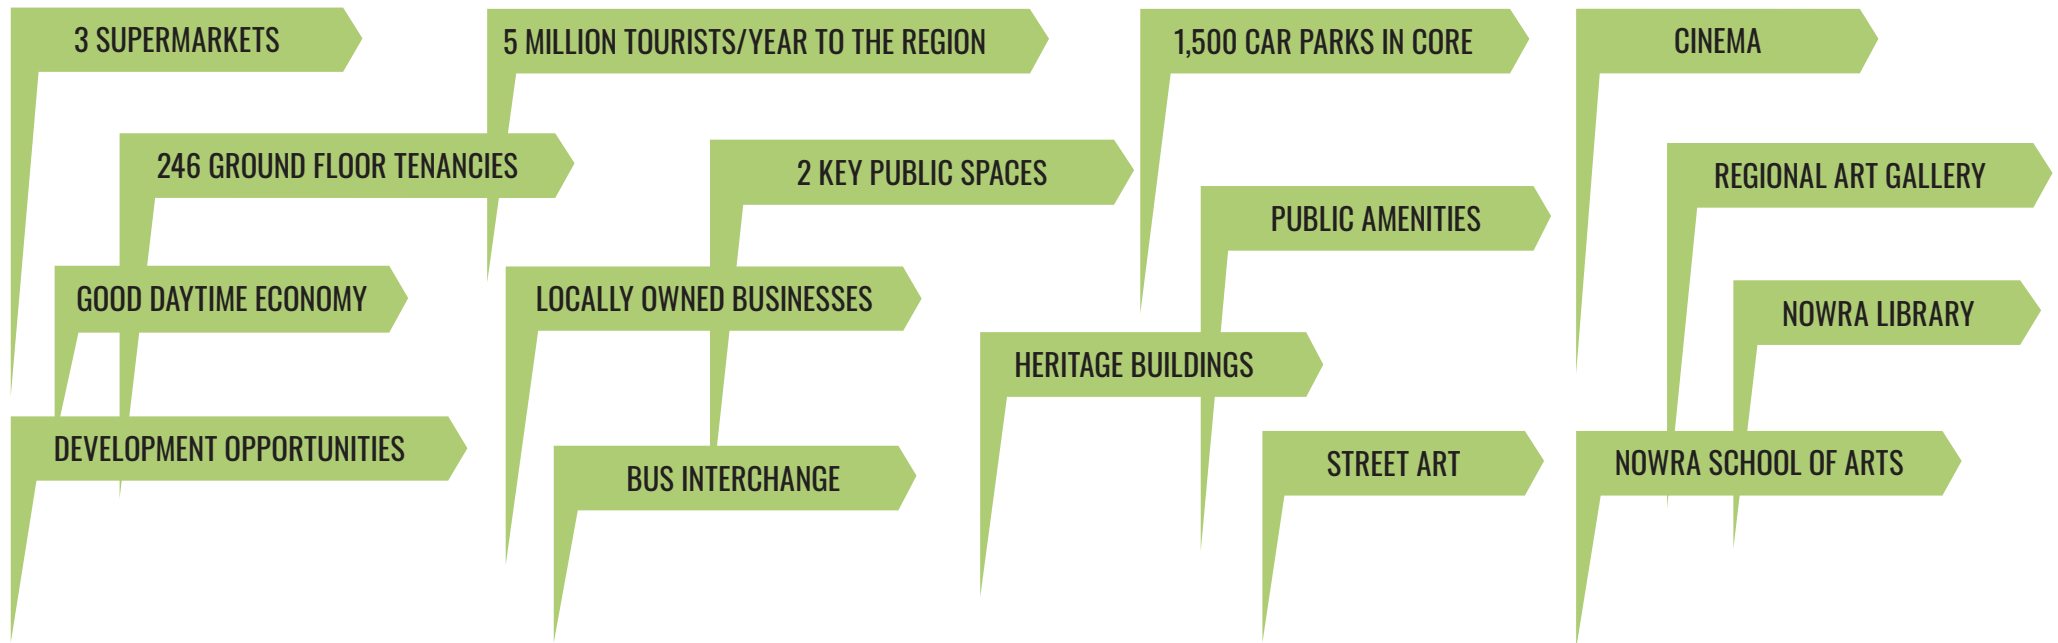 3 SUPERMARKETS
5 MILLION TOURISTS/YEAR TO THE REGION
1,500 CAR PARKS IN CORE
CINEMA
246 GROUND FLOOR TENANCIES
2 KEY PUBLIC SPACES
REGIONAL ART GALLERY
PUBLIC AMENITIES
GOOD DAYTIME ECONOMY
LOCALLY OWNED BUSINESSES
NOWRA LIBRARY
HERITAGE BUILDINGS
DEVELOPMENT OPPORTUNITIES
BUS INTERCHANGE
STREET ART
NOWRA SCHOOL OF ARTS